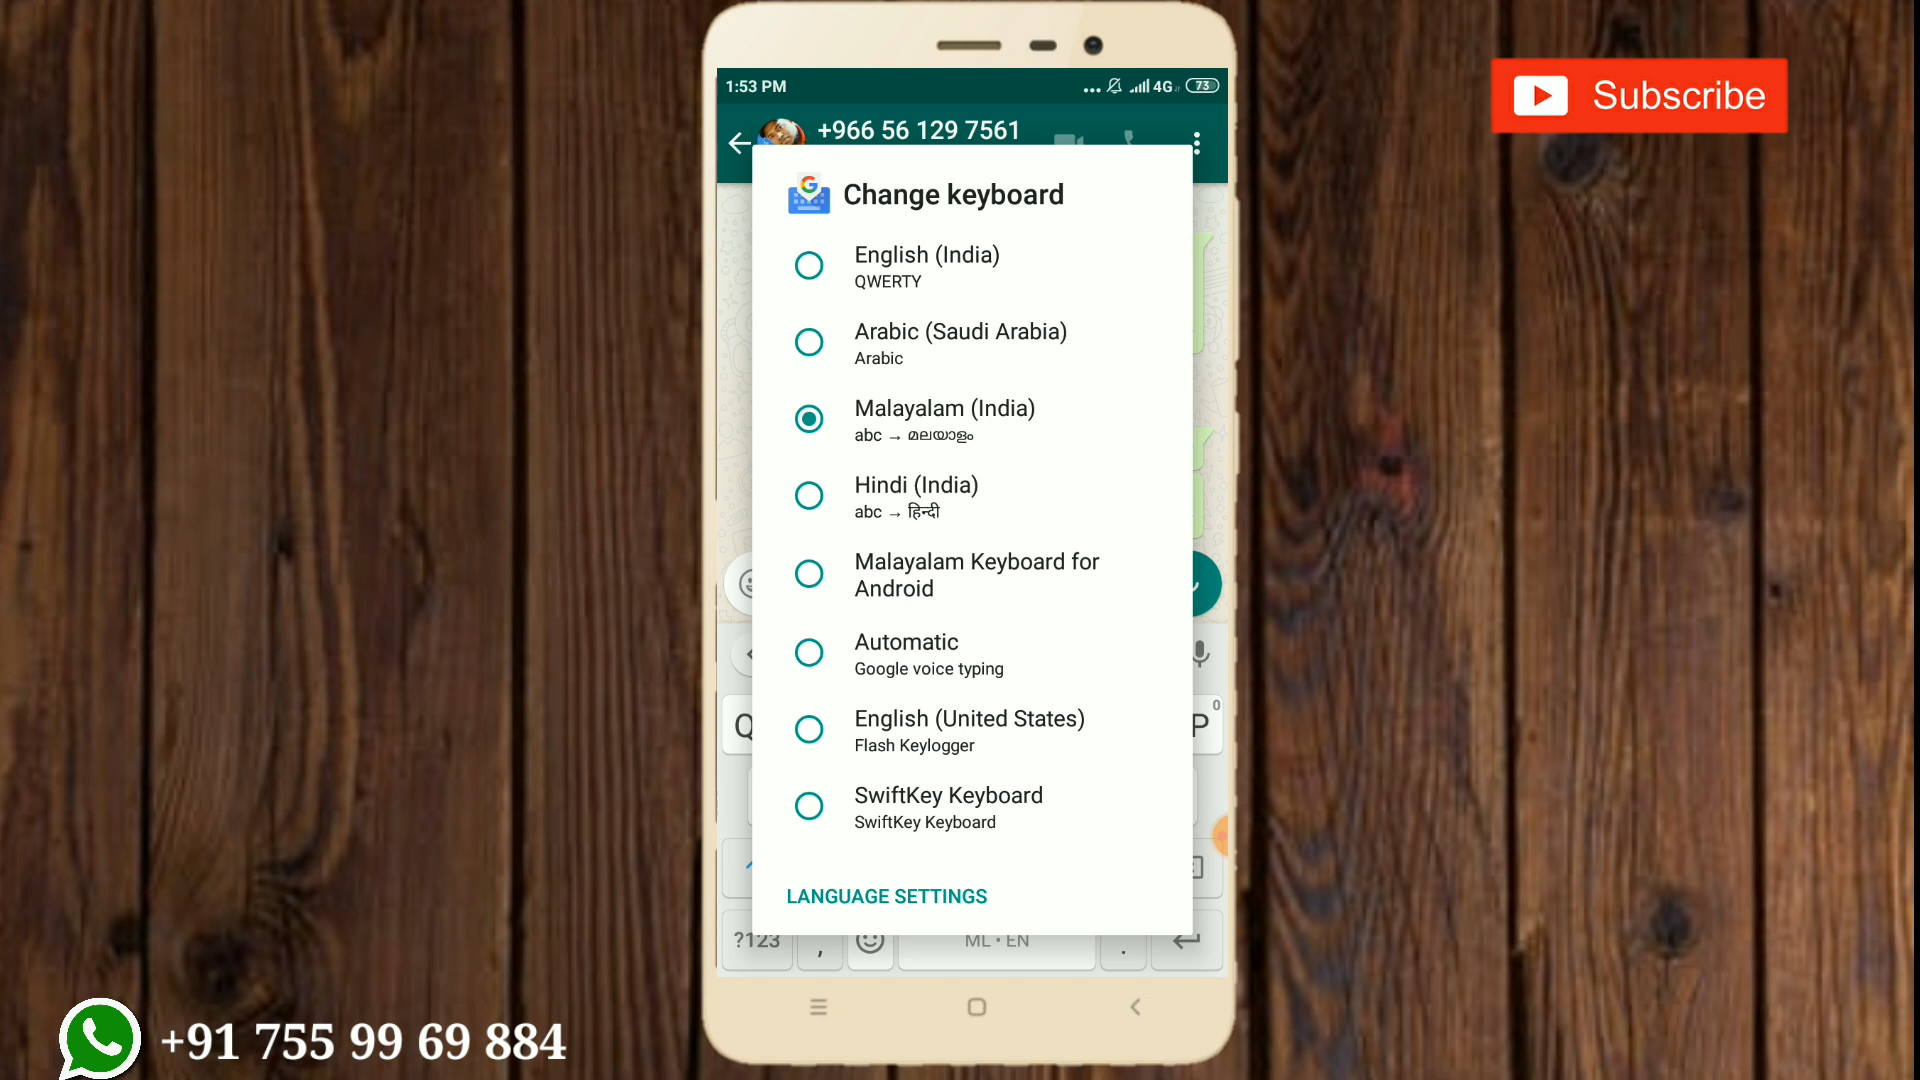 1:53 PM
4G 73
Subscribe
+966 56 129 7561
Change keyboard
English (India)
QWERTY
Arabic (Saudi Arabia)
Arabic
Malayalam (India)
abc → മലയാളം
Hindi (India)
abc → हिन्दी
Malayalam Keyboard for
Android
Automatic
Google voice typing
English (United States)
Flash Keylogger
SwiftKey Keyboard
SwiftKey Keyboard
LANGUAGE SETTINGS
Q P 0
?123 , ML • EN .
+91 755 99 69 884